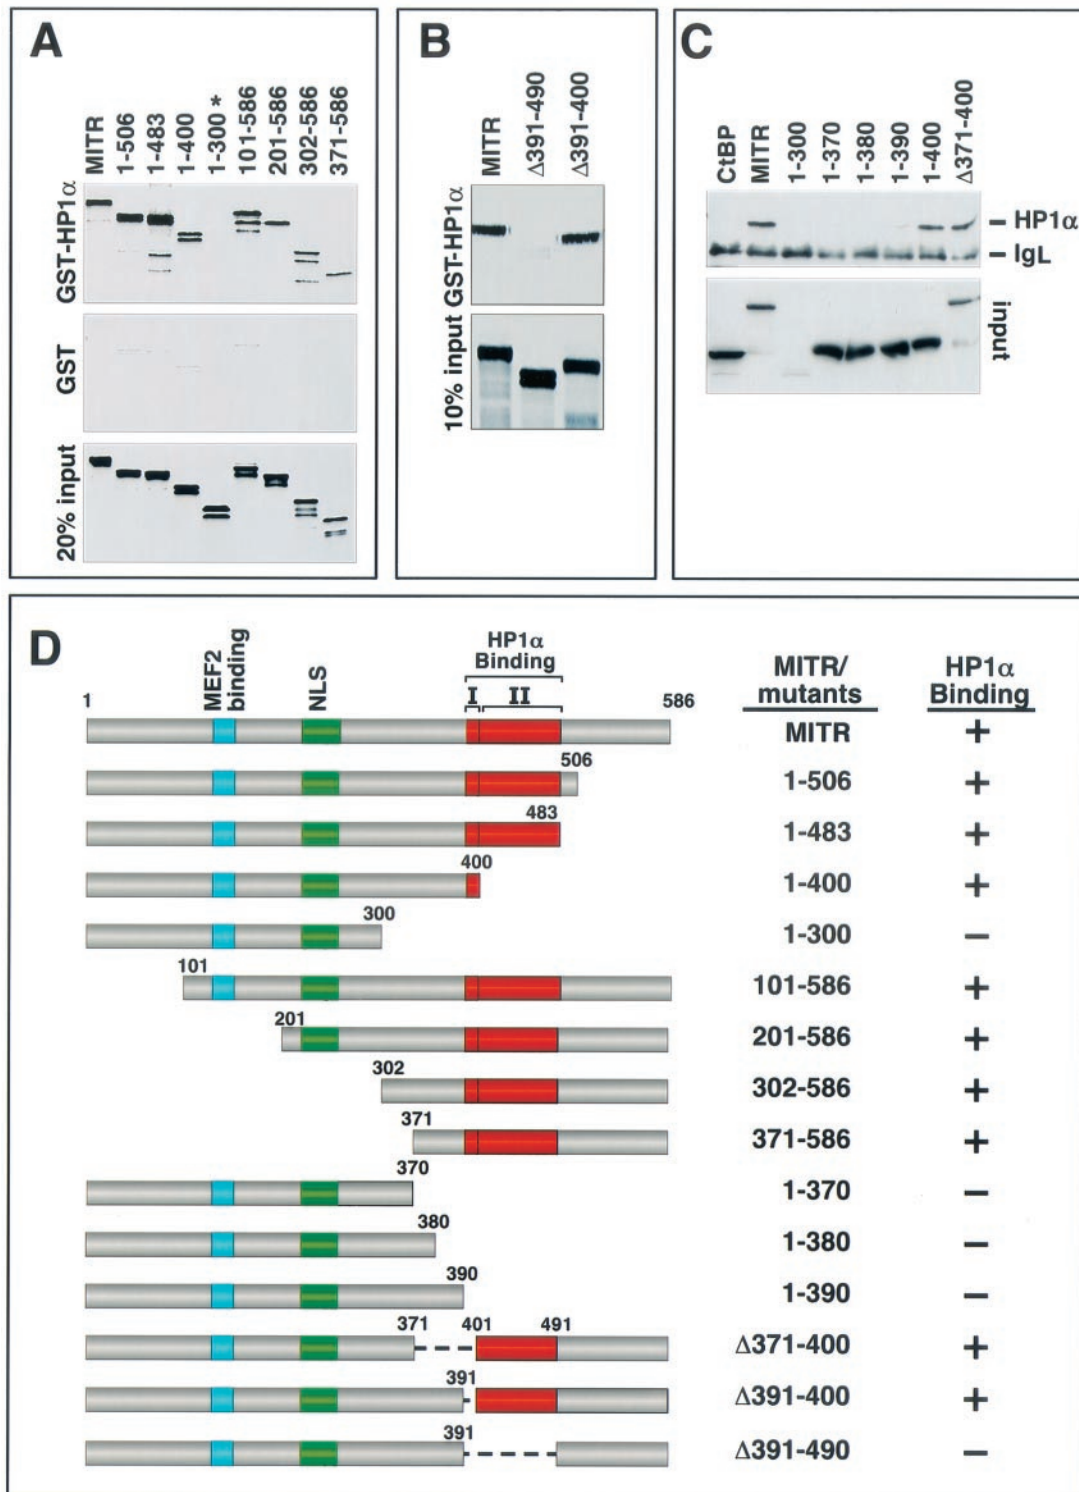 A
MITR
1-506
1-483
1-400
1-300 *
101-586
201-586
302-586
371-586
GST-HP1α
GST
20% input
B
MITR
Δ391-490
Δ391-400
GST-HP1α
10% input
C
CtBP
MITR
1-300
1-370
1-380
1-390
1-400
Δ371-400
– HP1α
– IgL
input
D
MEF2 binding
NLS
HP1α Binding
I II
1
586
MITR/ mutants
HP1α Binding
MITR +
506
1-506 +
483
1-483 +
400
1-400 +
300
1-300 –
101
101-586 +
201
201-586 +
302
302-586 +
371
371-586 +
370
1-370 –
380
1-380 –
390
1-390 –
371 401 491
Δ371-400 +
391
Δ391-400 +
391
Δ391-490 –